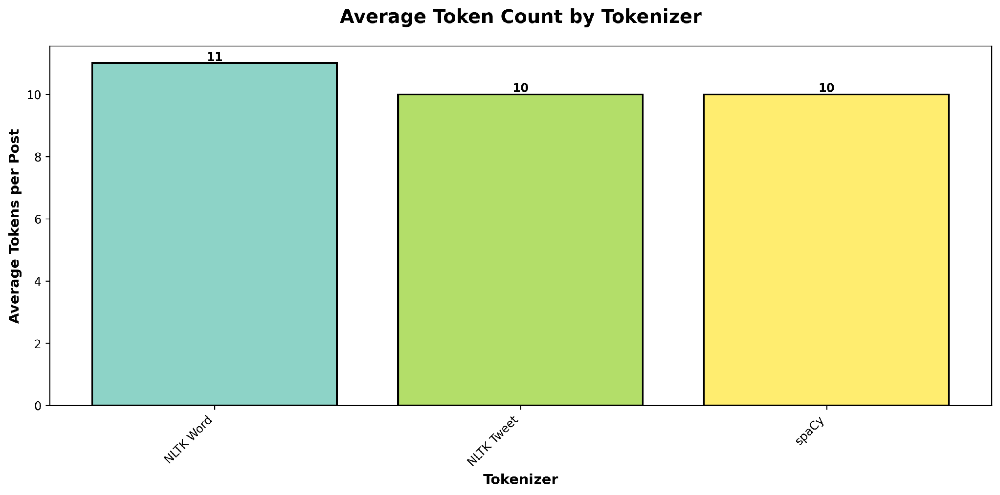 Average Token Count by Tokenizer
11
10
10
10
8
6
4
2
0
Average Tokens per Post
NLTK Word
NLTK Tweet
spaCy
Tokenizer